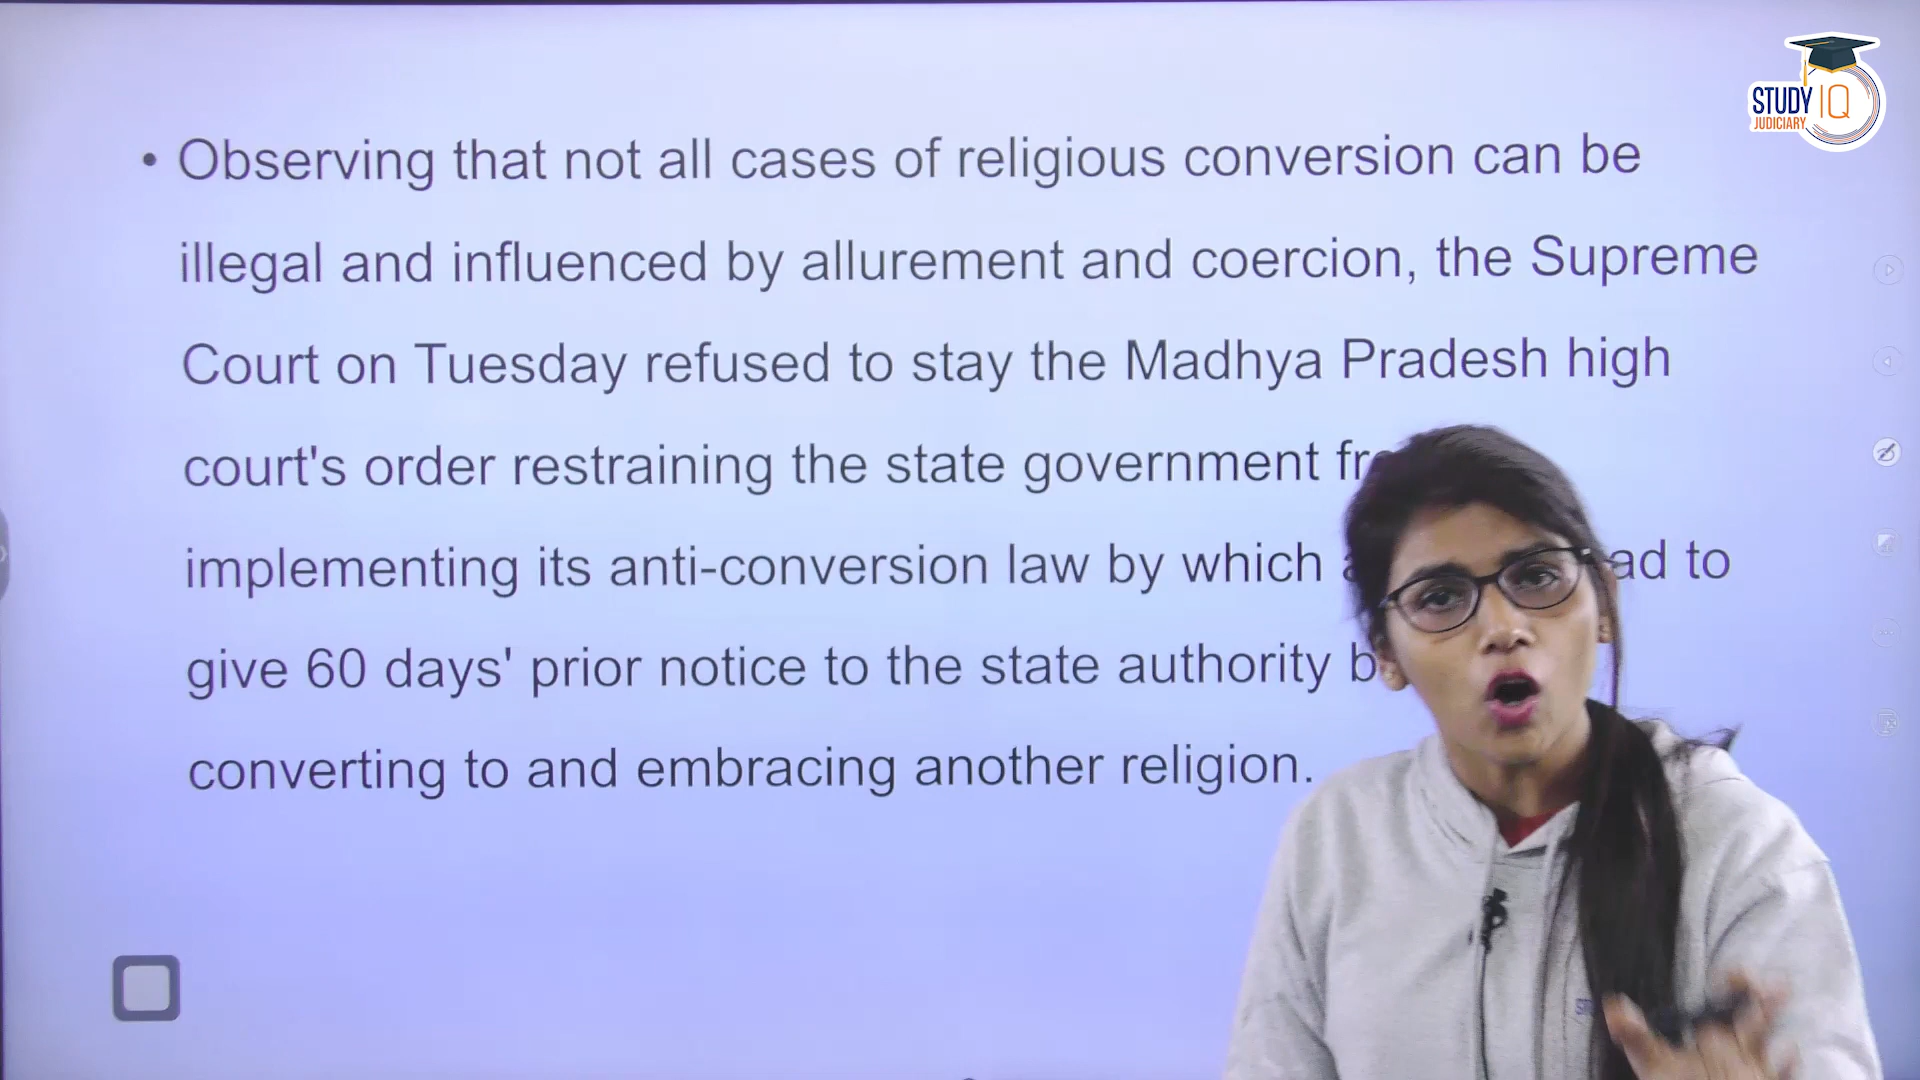 STUDY IQ
JUDICIARY
• Observing that not all cases of religious conversion can be
illegal and influenced by allurement and coercion, the Supreme
Court on Tuesday refused to stay the Madhya Pradesh high
court's order restraining the state government
implementing its anti-conversion law by which to
give 60 days' prior notice to the state authority
converting to and embracing another religion.